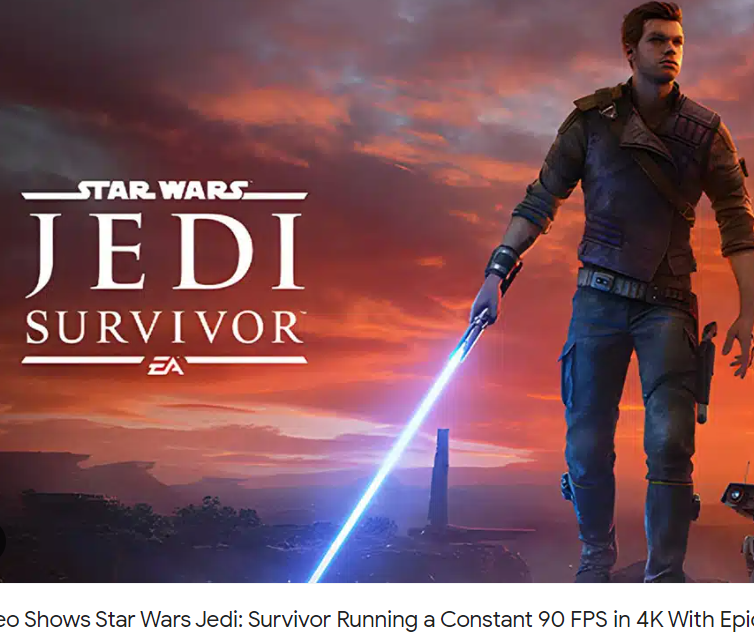 STAR WARS
JEDI
SURVIVOR
EA
eo Shows Star Wars Jedi: Survivor Running a Constant 90 FPS in 4K With Epic